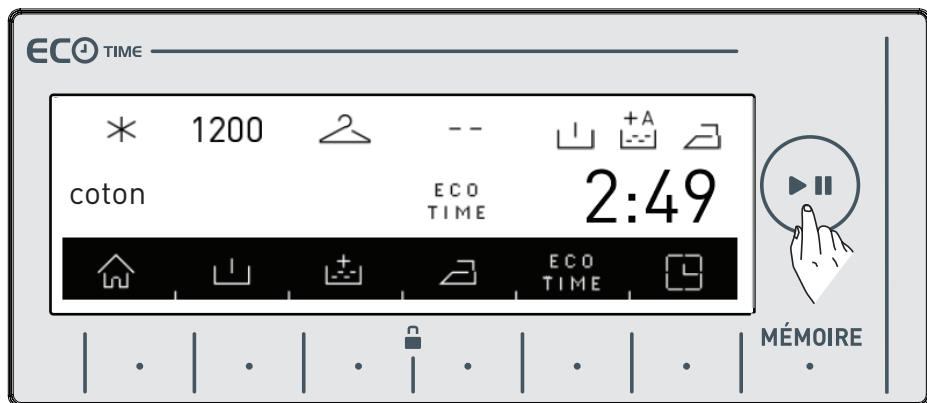 ECO TIME
1200 -- +A
coton ECO TIME 2:49
ECO TIME
MÉMOIRE